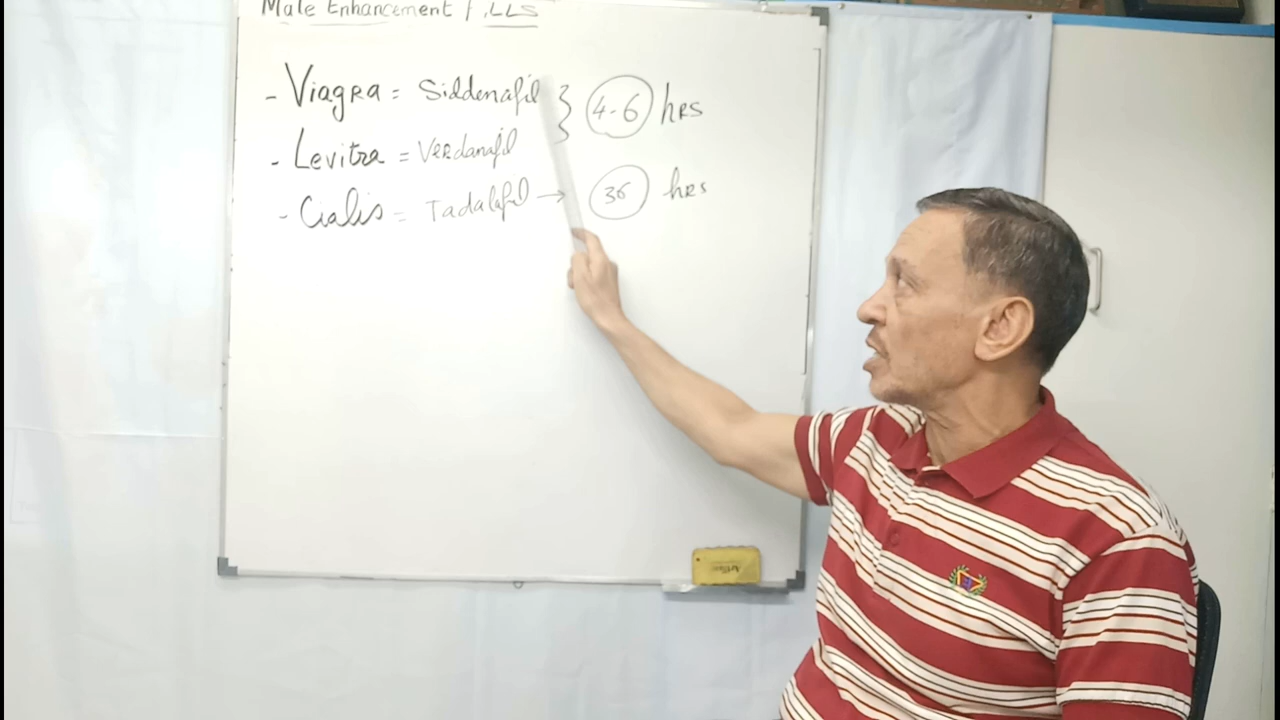 Male Enhancement PiLLS
- Viagra = Siddenafil } 4-6 hrs
- Levitra = Verdanafil
- Cialis = Tadalafil → 36 hrs